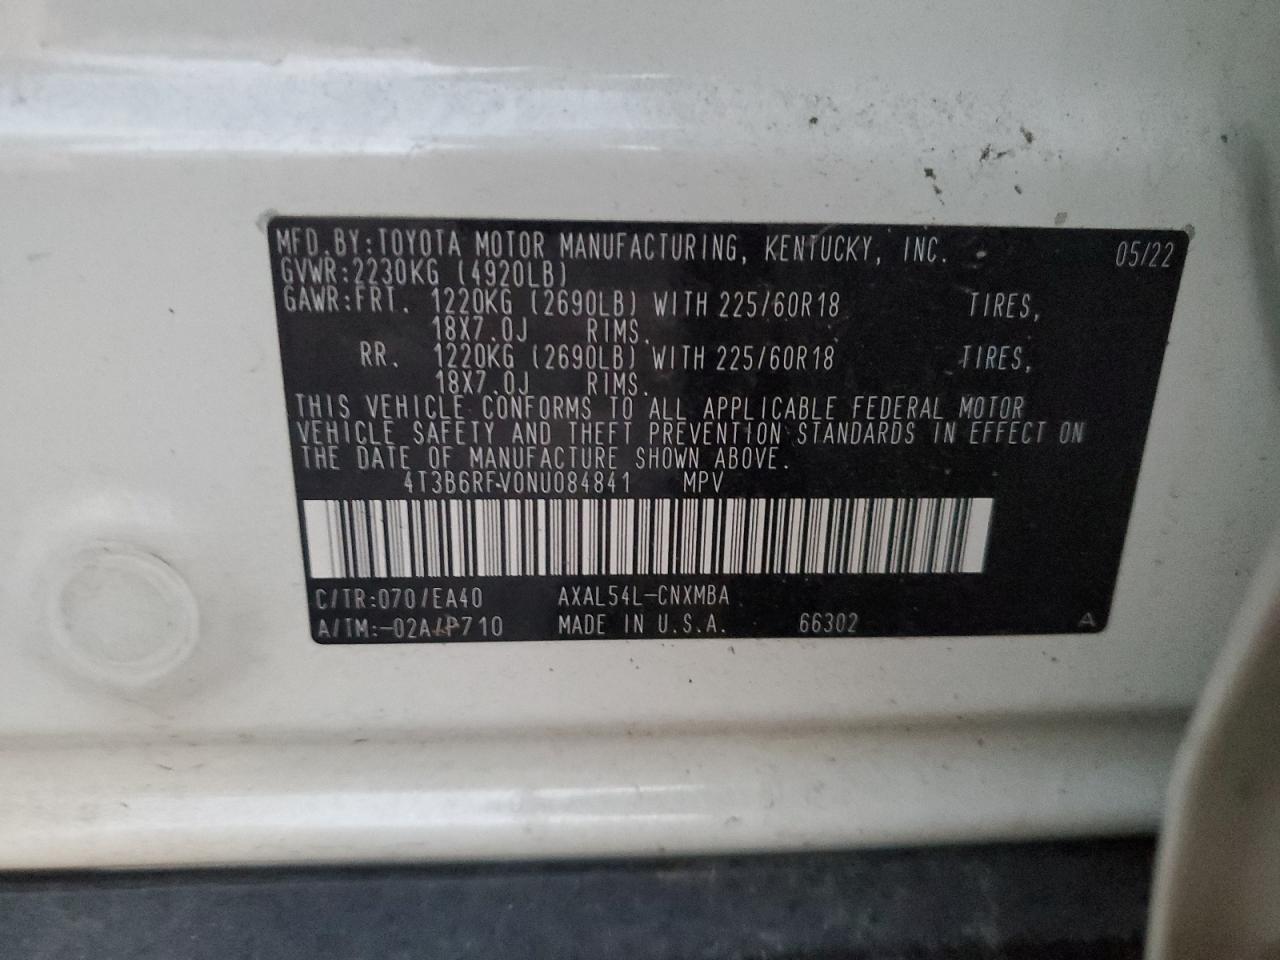 MFD.BY:TOYOTA MOTOR MANUFACTURING, KENTUCKY, INC. 05/22
GVWR:2230KG (4920LB)
GAWR:FRT. 1220KG (2690LB) WITH 225/60R18 TIRES,
18X7.0J RIMS.
RR. 1220KG (2690LB) WITH 225/60R18 TIRES,
18X7.0J RIMS.
THIS VEHICLE CONFORMS TO ALL APPLICABLE FEDERAL MOTOR
VEHICLE SAFETY AND THEFT PREVENTION STANDARDS IN EFFECT ON
THE DATE OF MANUFACTURE SHOWN ABOVE.
4T3B6RFV0NU084841 MPV
C/TR:070/EA40 AXAL54L-CNXMBA
A/TM:-02A/P710 MADE IN U.S.A. 66302 A